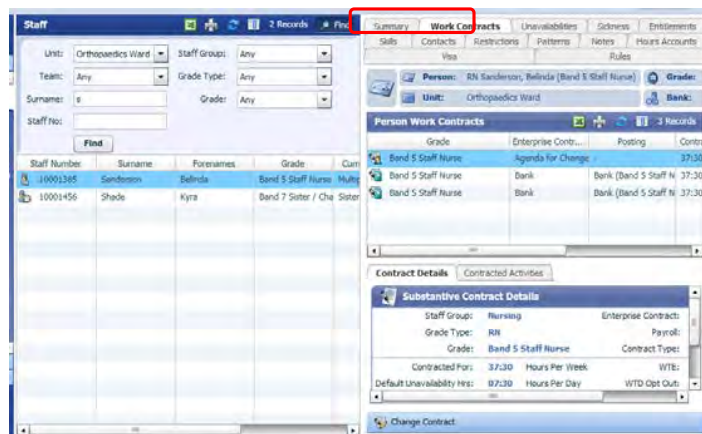 Staff 2 Records Find
Unit: Orthopaedics Ward Staff Group: Any
Team: Any Grade Type: Any
Surname: s Grade: Any
Staff No:
Find
Staff Number Surname Forenames Grade Curr
10001385 Sanderson Belinda Band 5 Staff Nurse Multip
10001456 Shade Kyra Band 7 Sister / Cha Sister
Summary Work Contracts Unavailabilities Sickness Entitlements
Skills Contacts Restrictions Patterns Notes Hours Accounts
Visa Rules
Person: RN Sanderson, Belinda (Band 5 Staff Nurse) Grade:
Unit: Orthopaedics Ward Bank:
Person Work Contracts 3 Records
Grade Enterprise Contr... Posting Contra
Band 5 Staff Nurse Agenda for Change 37:30
Band 5 Staff Nurse Bank Bank (Band 5 Staff N 37:30
Band 5 Staff Nurse Bank Bank (Band 5 Staff N 37:30
Contract Details Contracted Activities
Substantive Contract Details
Staff Group: Nursing Enterprise Contract:
Grade Type: RN Payroll:
Grade: Band 5 Staff Nurse Contract Type:
Contracted For: 37:30 Hours Per Week WTE:
Default Unavailability Hrs: 07:30 Hours Per Day WTD Opt Out:
Change Contract